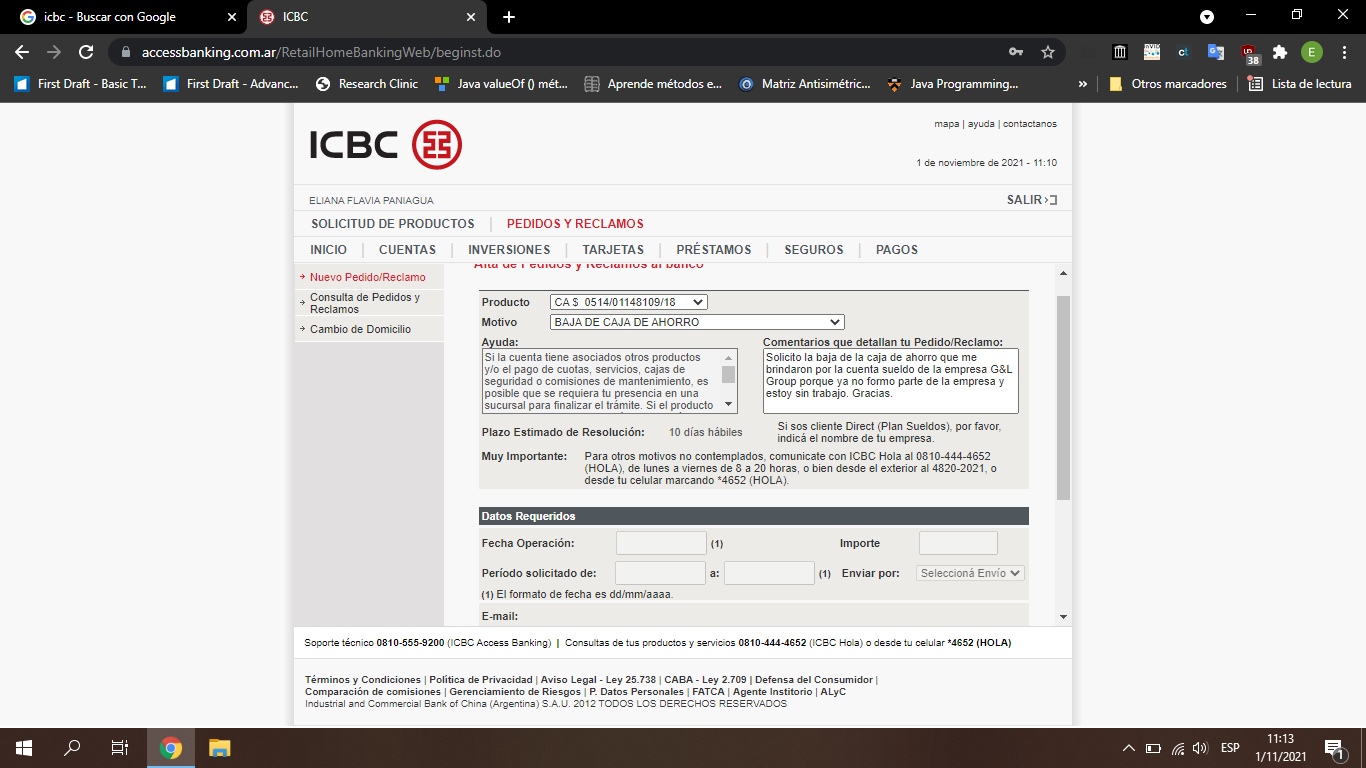 icbc - Buscar con Google
ICBC
accessbanking.com.ar/RetailHomeBankingWeb/beginst.do
E
38
First Draft - Basic T...
First Draft - Advanc...
Research Clinic
Java valueOf () mét...
Aprende métodos e...
Matriz Antisimétric...
Java Programming...
»
Otros marcadores
Lista de lectura
ICBC
mapa | ayuda | contactanos
1 de noviembre de 2021 - 11:10
ELIANA FLAVIA PANIAGUA
SALIR
SOLICITUD DE PRODUCTOS
PEDIDOS Y RECLAMOS
INICIO
CUENTAS
INVERSIONES
TARJETAS
PRÉSTAMOS
SEGUROS
PAGOS
Nuevo Pedido/Reclamo
Consulta de Pedidos y
Reclamos
Cambio de Domicilio
Alta de Pedidos y Reclamos al banco
Producto
CA $ 0514/01148109/18
Motivo
BAJA DE CAJA DE AHORRO
Ayuda:
Si la cuenta tiene asociados otros productos
y/o el pago de cuotas, servicios, cajas de
seguridad o comisiones de mantenimiento, es
posible que se requiera tu presencia en una
sucursal para finalizar el trámite. Si el producto
Comentarios que detallan tu Pedido/Reclamo:
Solicito la baja de la caja de ahorro que me
brindaron por la cuenta sueldo de la empresa G&L
Group porque ya no formo parte de la empresa y
estoy sin trabajo. Gracias.
Plazo Estimado de Resolución:
10 días hábiles
Si sos cliente Direct (Plan Sueldos), por favor,
indicá el nombre de tu empresa.
Muy Importante:
Para otros motivos no contemplados, comunicate con ICBC Hola al 0810-444-4652
(HOLA), de lunes a viernes de 8 a 20 horas, o bien desde el exterior al 4820-2021, o
desde tu celular marcando *4652 (HOLA).
Datos Requeridos
Fecha Operación:
(1)
Importe
Período solicitado de:
a:
(1)
Enviar por:
Seleccioná Envío
(1) El formato de fecha es dd/mm/aaaa.
E-mail:
Soporte técnico 0810-555-9200 (ICBC Access Banking) | Consultas de tus productos y servicios 0810-444-4652 (ICBC Hola) o desde tu celular *4652 (HOLA)
Términos y Condiciones | Política de Privacidad | Aviso Legal - Ley 25.738 | CABA - Ley 2.709 | Defensa del Consumidor |
Comparación de comisiones | Gerenciamiento de Riesgos | P. Datos Personales | FATCA | Agente Institorio | ALyC
Industrial and Commercial Bank of China (Argentina) S.A.U. 2012 TODOS LOS DERECHOS RESERVADOS
ESP
11:13
1/11/2021
1